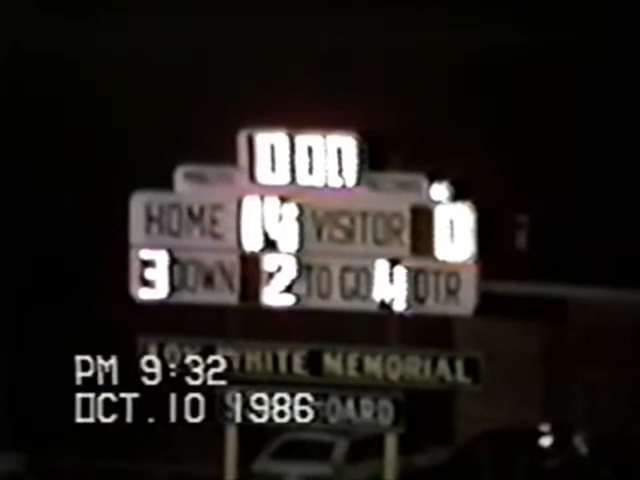 000
HOME 14 VISITOR 0
3 DOWN 2 TO GO 4 QTR
WHITE MEMORIAL
PM 9:32
OCT.10 1986